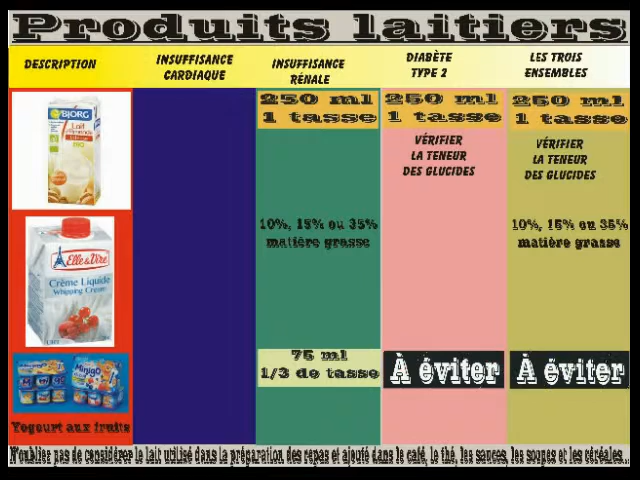 Produits laitiers
DESCRIPTION
INSUFFISANCE
CARDIAQUE
INSUFFISANCE
RÉNALE
DIABÈTE
TYPE 2
LES TROIS
ENSEMBLES
BJORG
Lait
BIO
250 ml
1 tasse
250 ml
1 tasse
VÉRIFIER
LA TENEUR
DES GLUCIDES
250 ml
1 tasse
VÉRIFIER
LA TENEUR
DES GLUCIDES
Elle & Vire
Crème Liquide
Whipping Cream
10%, 15% ou 35%
matière grasse
10%, 15% ou 35%
matière grasse
Yogourt aux fruits
75 ml
1/3 de tasse
À éviter
À éviter
N'oubliez pas de considérer le lait utilisé dans la préparation des repas et ajouté dans le café, le thé, les sauces, les soupes et les céréales.